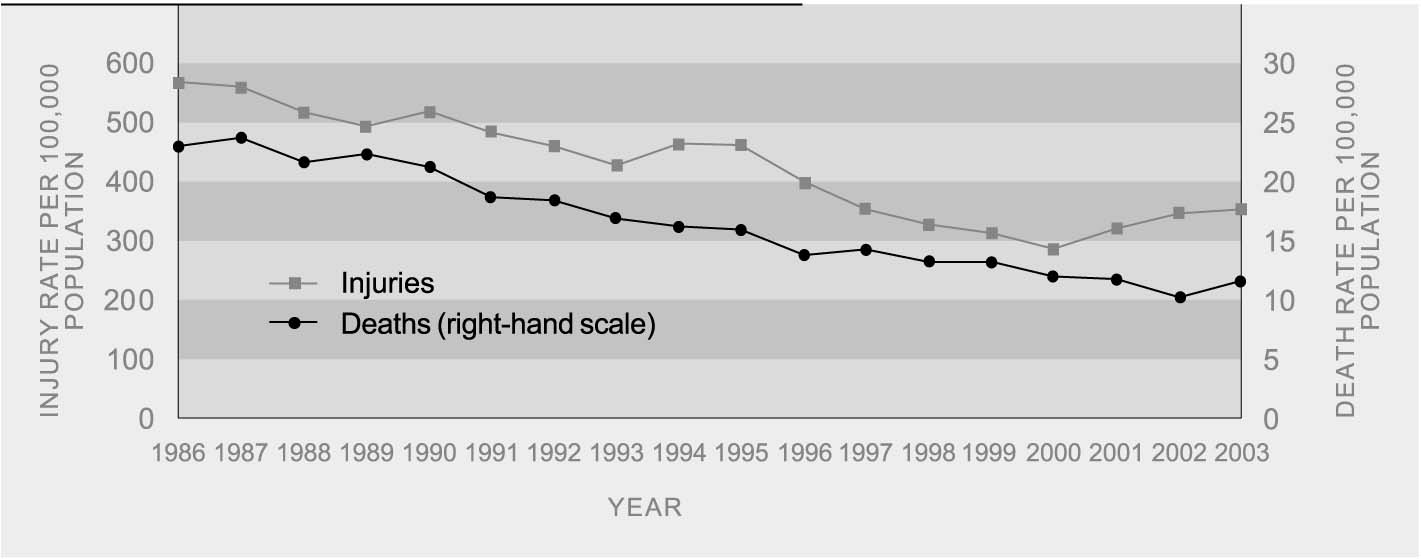 INJURY RATE PER 100,000
POPULATION
600
500
400
300
200
100
0
Injuries
Deaths (right-hand scale)
30
25
20
15
10
5
0
DEATH RATE PER 100,000
POPULATION
1986 1987 1988 1989 1990 1991 1992 1993 1994 1995 1996 1997 1998 1999 2000 2001 2002 2003
YEAR